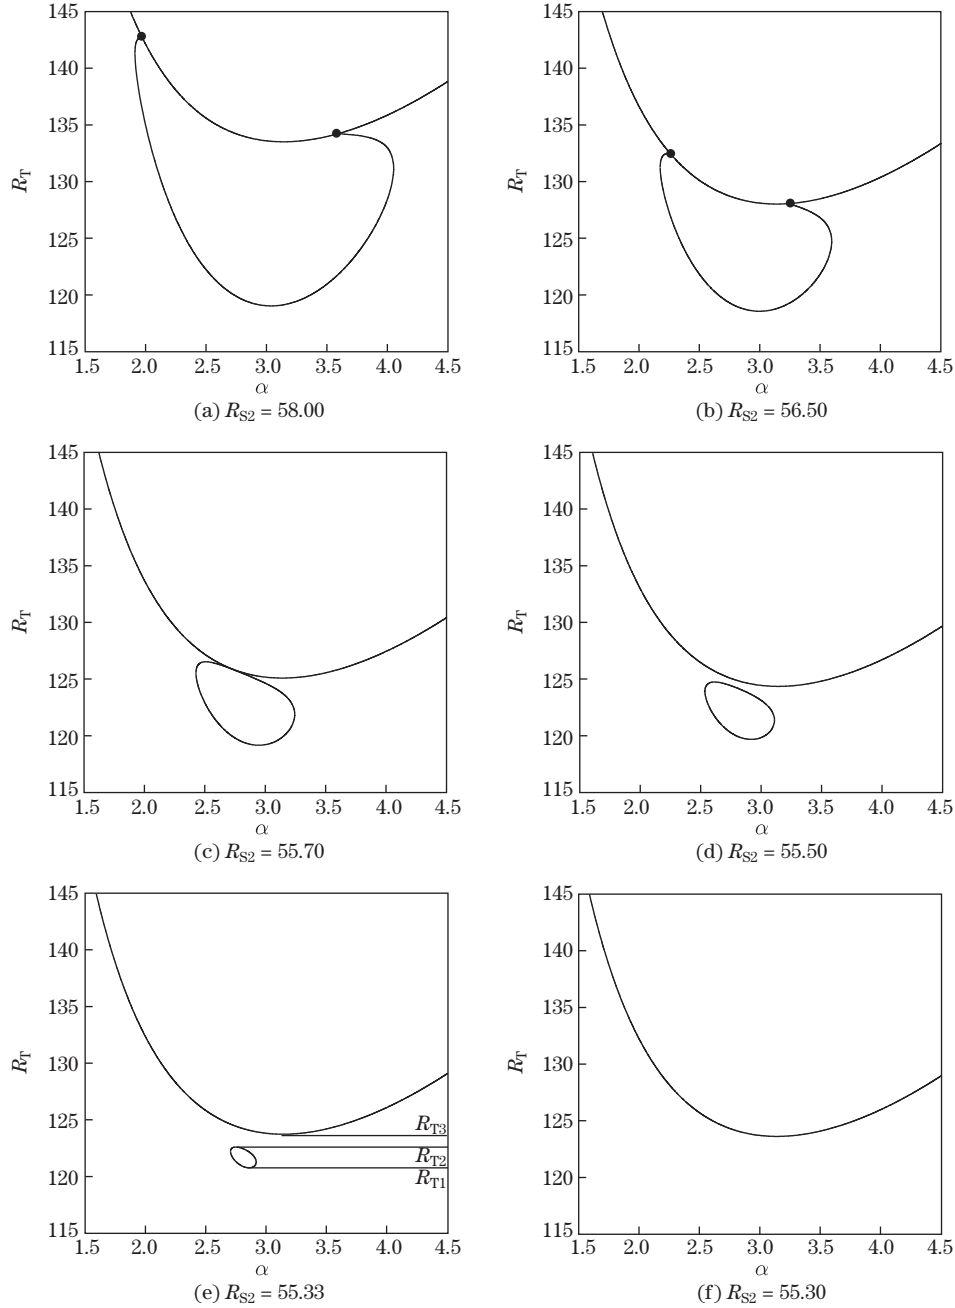 145
140
135
130
125
120
115
R_T
1.5 2.0 2.5 3.0 3.5 4.0 4.5
α
(a) R_S2 = 58.00
145
140
135
130
125
120
115
R_T
1.5 2.0 2.5 3.0 3.5 4.0 4.5
α
(b) R_S2 = 56.50
145
140
135
130
125
120
115
R_T
1.5 2.0 2.5 3.0 3.5 4.0 4.5
α
(c) R_S2 = 55.70
145
140
135
130
125
120
115
R_T
1.5 2.0 2.5 3.0 3.5 4.0 4.5
α
(d) R_S2 = 55.50
145
140
135
130
125
120
115
R_T
R_T3
R_T2
R_T1
1.5 2.0 2.5 3.0 3.5 4.0 4.5
α
(e) R_S2 = 55.33
145
140
135
130
125
120
115
R_T
1.5 2.0 2.5 3.0 3.5 4.0 4.5
α
(f) R_S2 = 55.30